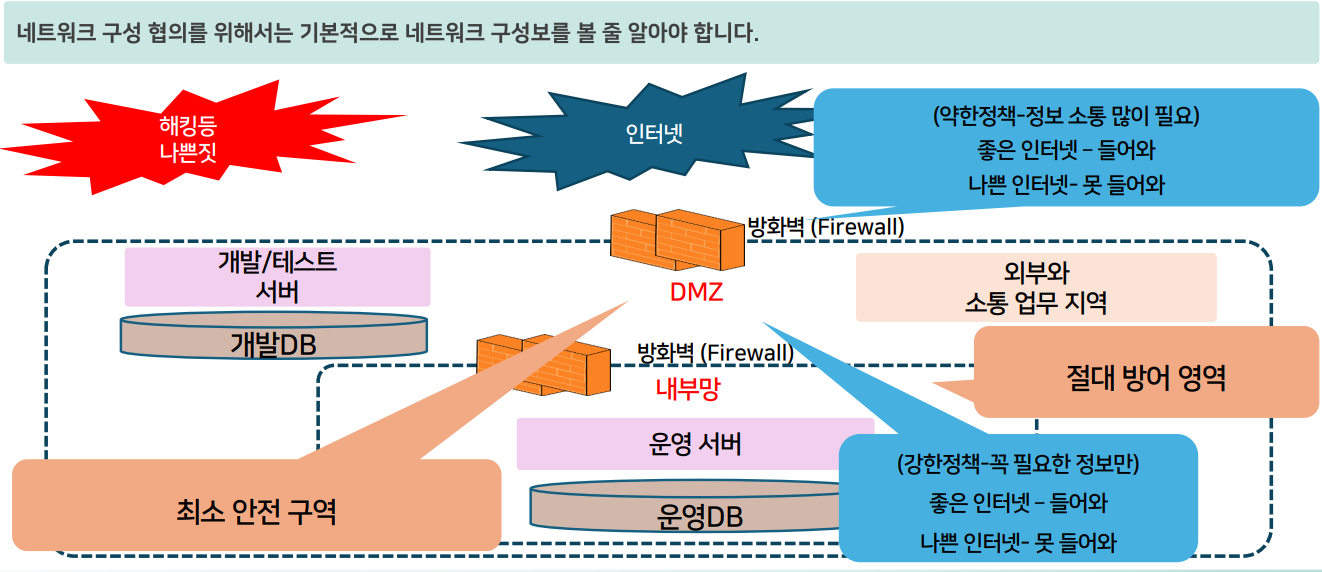 네트워크 구성 협의를 위해서는 기본적으로 네트워크 구성보를 볼 줄 알아야 합니다.
해킹등
나쁜짓
인터넷
(약한정책-정보 소통 많이 필요)
좋은 인터넷 – 들어와
나쁜 인터넷- 못 들어와
방화벽 (Firewall)
개발/테스트
서버
DMZ
외부와
소통 업무 지역
개발DB
방화벽 (Firewall)
내부망
절대 방어 영역
운영 서버
(강한정책-꼭 필요한 정보만)
좋은 인터넷 – 들어와
나쁜 인터넷- 못 들어와
최소 안전 구역
운영DB